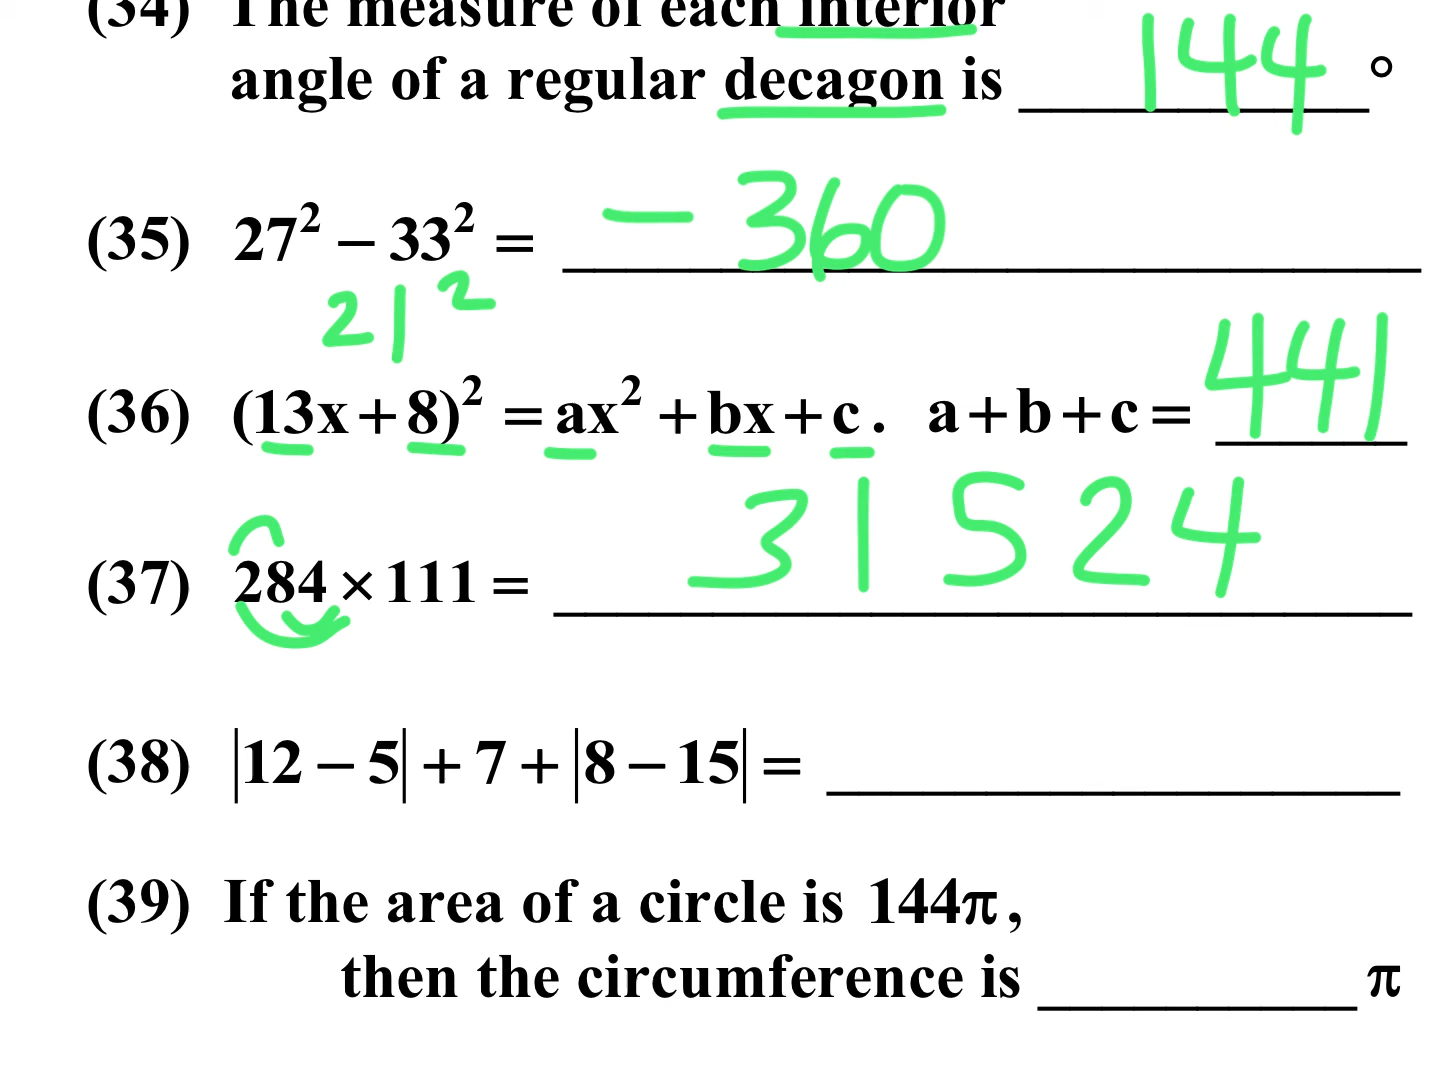 (34) The measure of each interior
angle of a regular decagon is 144 °
(35) 27² − 33² = − 360
21²
(36) (13x + 8)² = ax² + bx + c. a + b + c = 441
(37) 284 × 111 = 31524
(38) |12 − 5| + 7 + |8 − 15| =
(39) If the area of a circle is 144π,
then the circumference is π